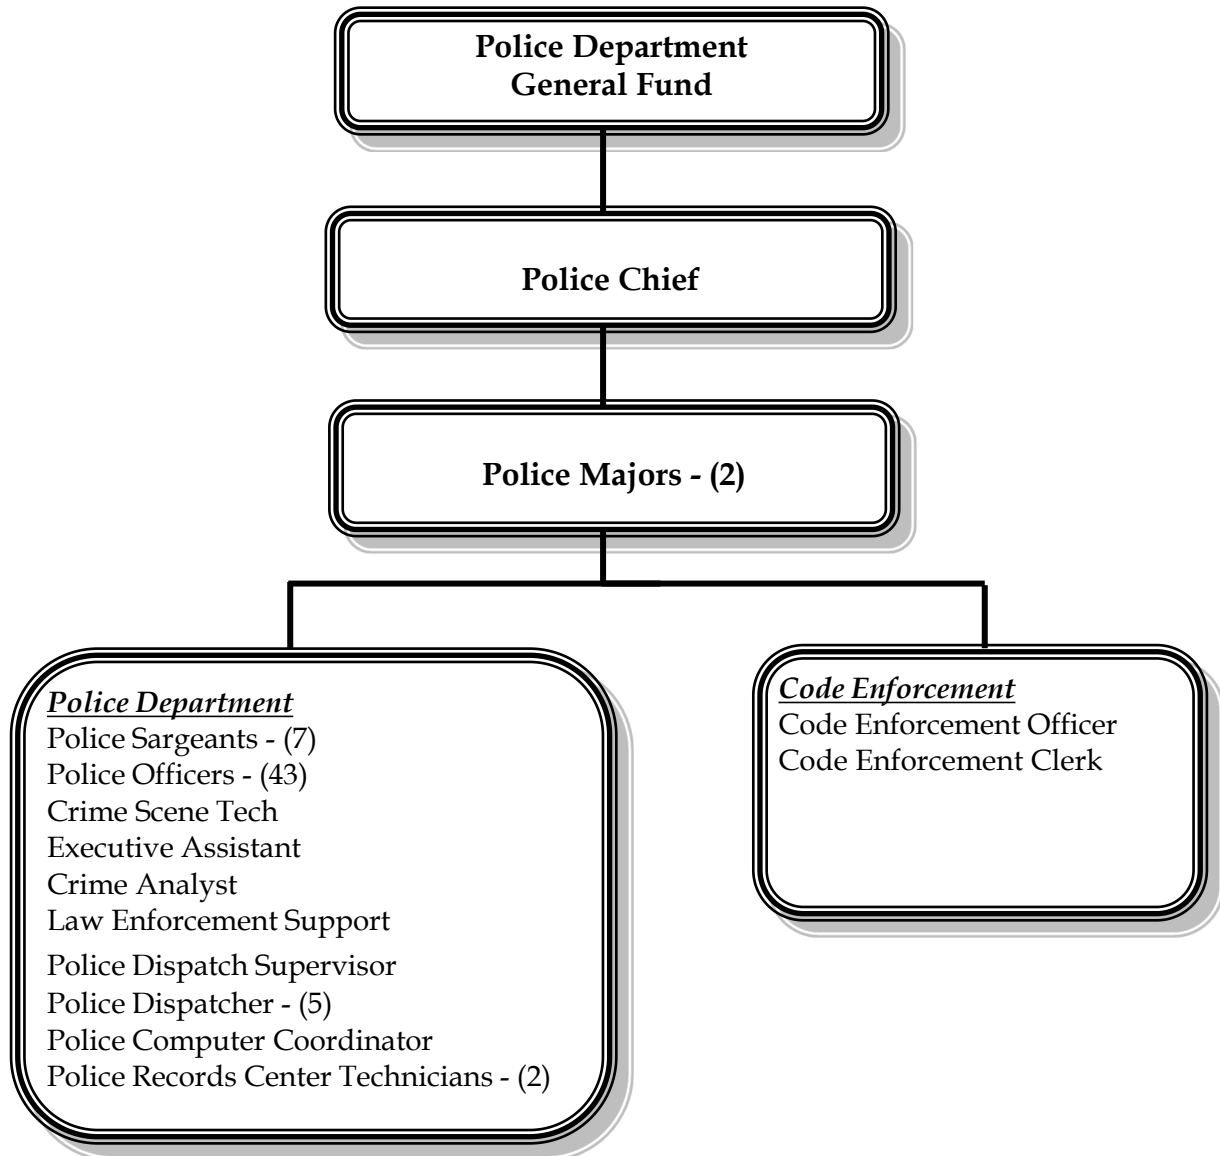 Police Department
General Fund
Police Chief
Police Majors - (2)
Police Department
Police Sargeants - (7)
Police Officers - (43)
Crime Scene Tech
Executive Assistant
Crime Analyst
Law Enforcement Support
Police Dispatch Supervisor
Police Dispatcher - (5)
Police Computer Coordinator
Police Records Center Technicians - (2)
Code Enforcement
Code Enforcement Officer
Code Enforcement Clerk